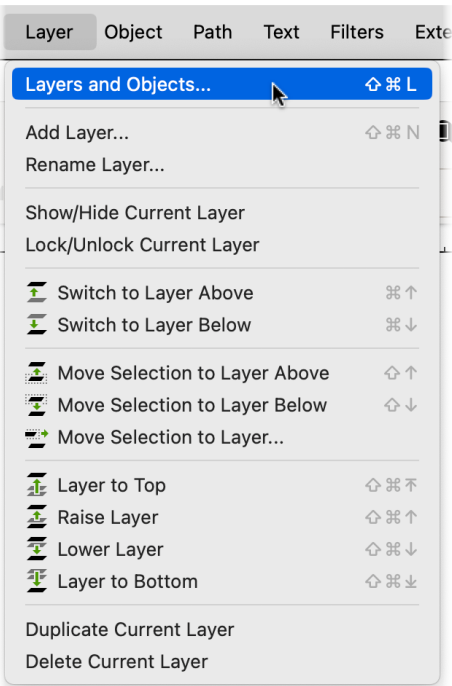 Layer Object Path Text Filters Exte
Layers and Objects... ⇧⌘L
Add Layer... ⇧⌘N
Rename Layer...
Show/Hide Current Layer
Lock/Unlock Current Layer
Switch to Layer Above ⌘↑
Switch to Layer Below ⌘↓
Move Selection to Layer Above ⇧↑
Move Selection to Layer Below ⇧↓
Move Selection to Layer...
Layer to Top ⇧⌘⤒
Raise Layer ⇧⌘↑
Lower Layer ⇧⌘↓
Layer to Bottom ⇧⌘⤓
Duplicate Current Layer
Delete Current Layer